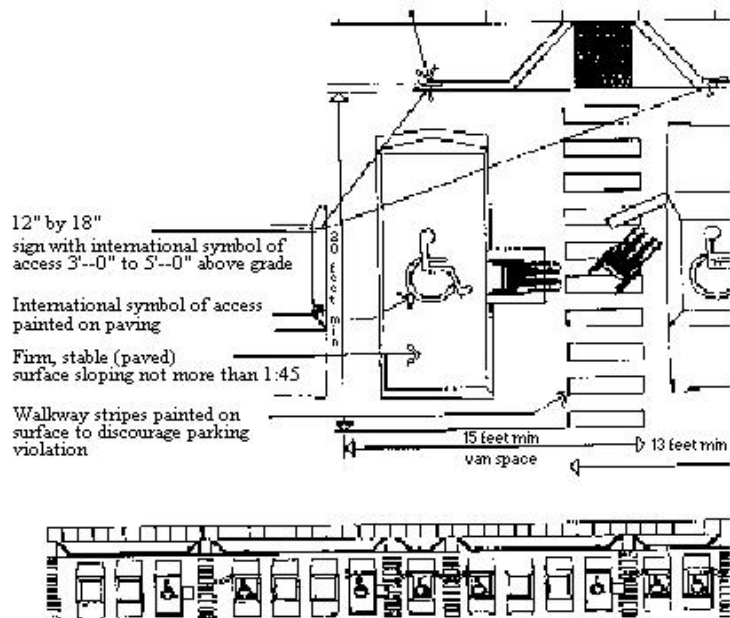 12" by 18"
sign with international symbol of
access 3'--0" to 5'--0" above grade
International symbol of access
painted on paving
Firm, stable (paved)
surface sloping not more than 1:45
Walkway stripes painted on
surface to discourage parking
violation
20 feet min
15 feet min
van space
13 feet min